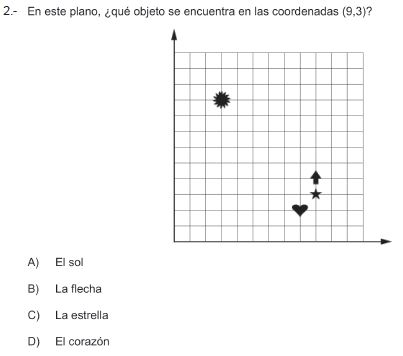 2.- En este plano, ¿qué objeto se encuentra en las coordenadas (9,3)?
A) El sol
B) La flecha
C) La estrella
D) El corazón